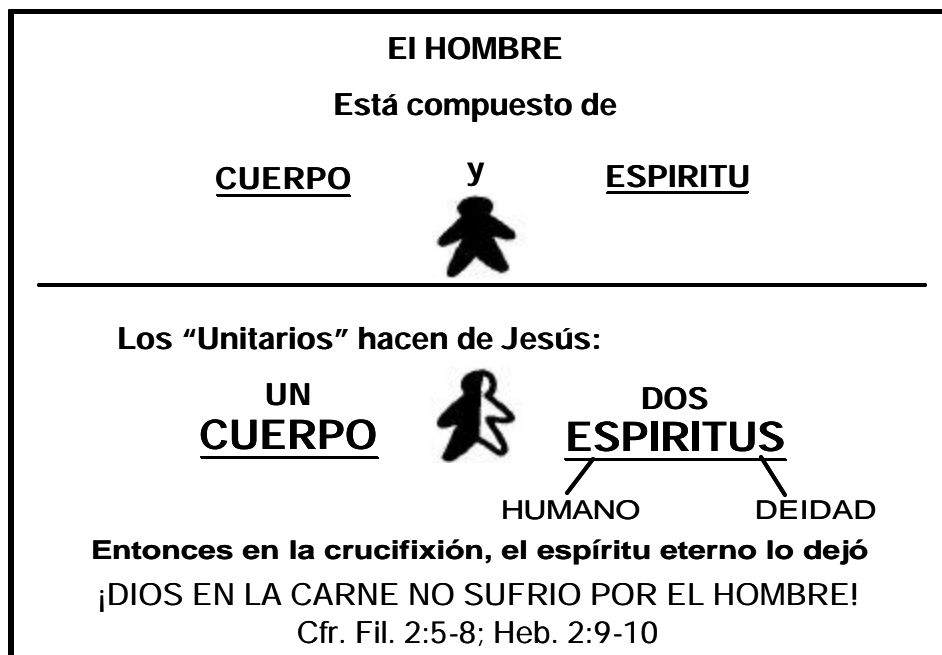 El HOMBRE
Está compuesto de
CUERPO y ESPIRITU
Los “Unitarios” hacen de Jesús:
UN DOS
CUERPO ESPIRITUS
HUMANO DEIDAD
Entonces en la crucifixión, el espíritu eterno lo dejó
¡DIOS EN LA CARNE NO SUFRIO POR EL HOMBRE!
Cfr. Fil. 2:5-8; Heb. 2:9-10